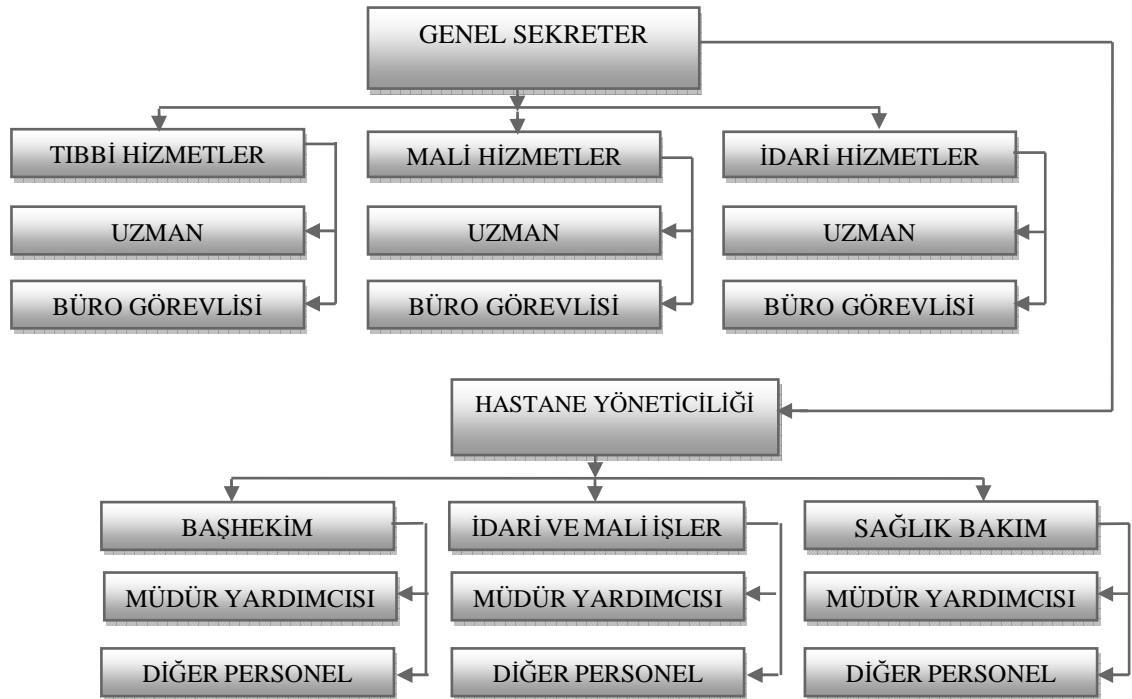 GENEL SEKRETER
TIBBİ HİZMETLER
MALİ HİZMETLER
İDARİ HİZMETLER
UZMAN
UZMAN
UZMAN
BÜRO GÖREVLİSİ
BÜRO GÖREVLİSİ
BÜRO GÖREVLİSİ
HASTANE YÖNETİCİLİĞİ
BAŞHEKİM
İDARİ VE MALİ İŞLER
SAĞLIK BAKIM
MÜDÜR YARDIMCISI
MÜDÜR YARDIMCISI
MÜDÜR YARDIMCISI
DİĞER PERSONEL
DİĞER PERSONEL
DİĞER PERSONEL